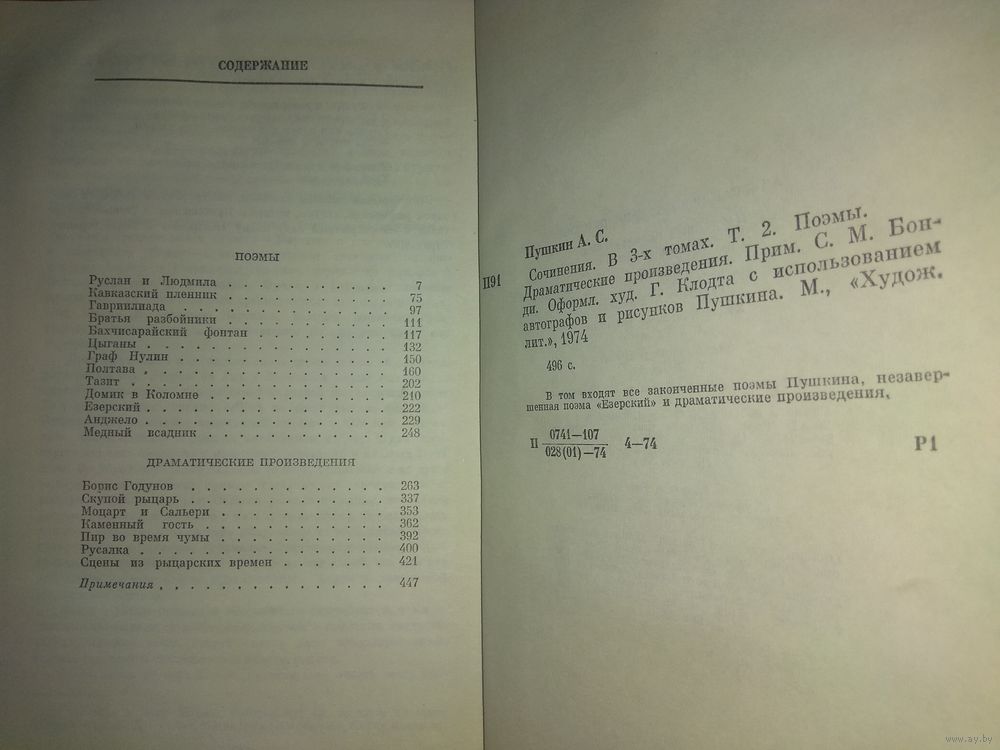 СОДЕРЖАНИЕ
ПОЭМЫ
Руслан и Людмила . . . . . . . . . . . 7
Кавказский пленник . . . . . . . . . . 75
Гавриилиада . . . . . . . . . . . . . 97
Братья разбойники . . . . . . . . . . 111
Бахчисарайский фонтан . . . . . . . . 117
Цыганы . . . . . . . . . . . . . . . 132
Граф Нулин . . . . . . . . . . . . . 150
Полтава . . . . . . . . . . . . . . . 160
Тазит . . . . . . . . . . . . . . . . 202
Домик в Коломне . . . . . . . . . . . 210
Езерский . . . . . . . . . . . . . . 222
Анджело . . . . . . . . . . . . . . . 229
Медный всадник . . . . . . . . . . . 248
ДРАМАТИЧЕСКИЕ ПРОИЗВЕДЕНИЯ
Борис Годунов . . . . . . . . . . . . 263
Скупой рыцарь . . . . . . . . . . . . 337
Моцарт и Сальери . . . . . . . . . . 353
Каменный гость . . . . . . . . . . . 362
Пир во время чумы . . . . . . . . . . 392
Русалка . . . . . . . . . . . . . . . 400
Сцены из рыцарских времен . . . . . . 421
Примечания . . . . . . . . . . . . . 447
Пушкин А. С.
П91
Сочинения. В 3-х томах. Т. 2. Поэмы.
Драматические произведения. Прим. С. М. Бон-
ди. Оформл. худ. Г. Клодта с использованием
автографов и рисунков Пушкина. М., «Худож.
лит.», 1974
496 с.
В том входят все законченные поэмы Пушкина, незавер-
шенная поэма «Езерский» и драматические произведения.
П 0741—107 4—74
028(01)—74
Р1
www.ay.by